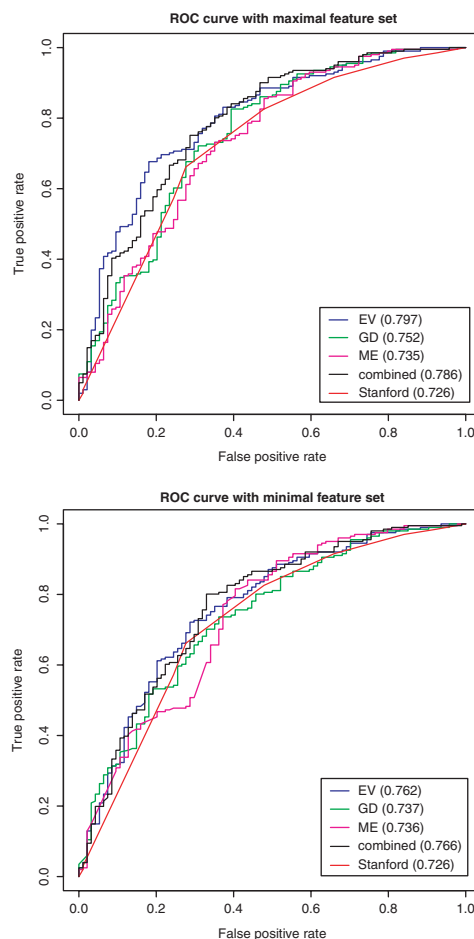 ROC curve with maximal feature set
True positive rate
1.0
0.8
0.6
0.4
0.2
0.0
EV (0.797)
GD (0.752)
ME (0.735)
combined (0.786)
Stanford (0.726)
0.0 0.2 0.4 0.6 0.8 1.0
False positive rate
ROC curve with minimal feature set
True positive rate
1.0
0.8
0.6
0.4
0.2
0.0
EV (0.762)
GD (0.737)
ME (0.736)
combined (0.766)
Stanford (0.726)
0.0 0.2 0.4 0.6 0.8 1.0
False positive rate